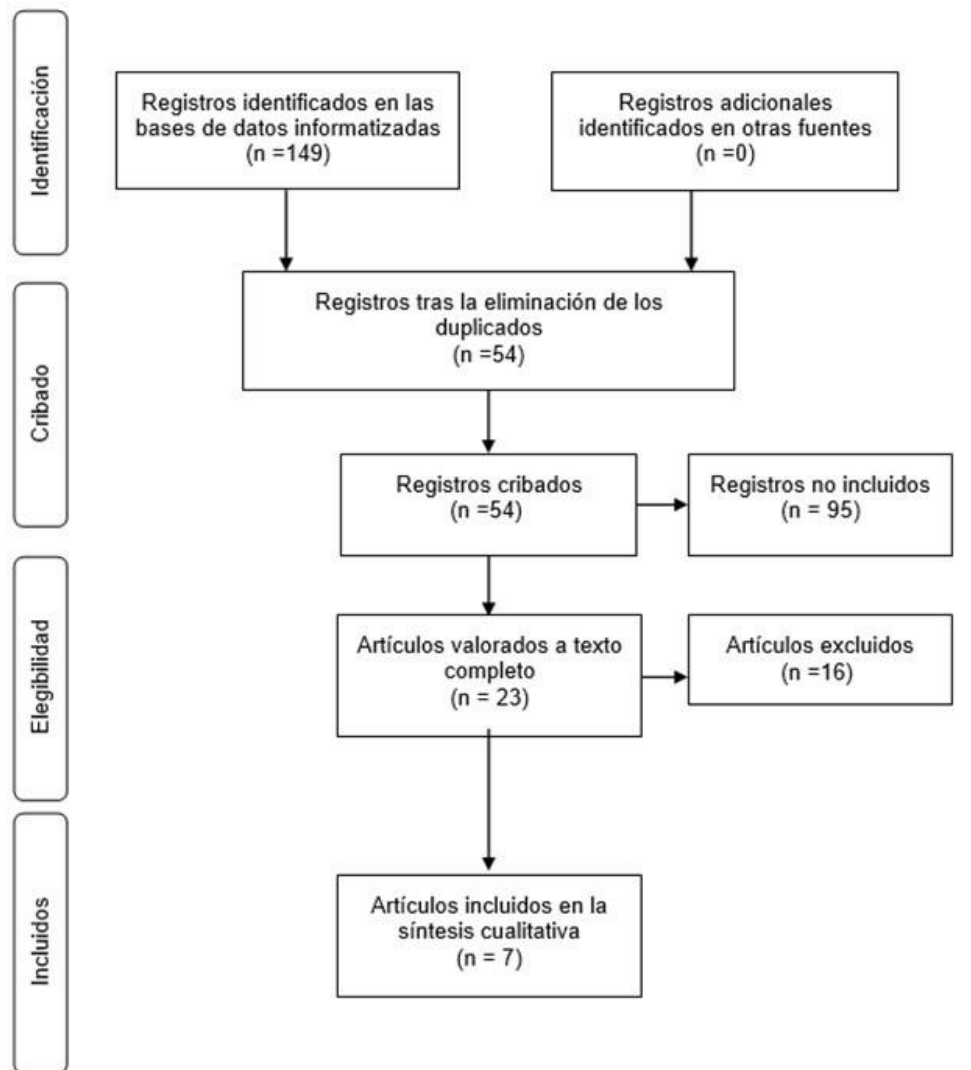 Identificación
Registros identificados en las
bases de datos informatizadas
(n =149)
Registros adicionales
identificados en otras fuentes
(n =0)
Cribado
Registros tras la eliminación de los
duplicados
(n =54)
Registros cribados
(n =54)
Registros no incluidos
(n = 95)
Elegibilidad
Artículos valorados a texto
completo
(n = 23)
Artículos excluidos
(n =16)
Incluidos
Artículos incluidos en la
síntesis cualitativa
(n = 7)